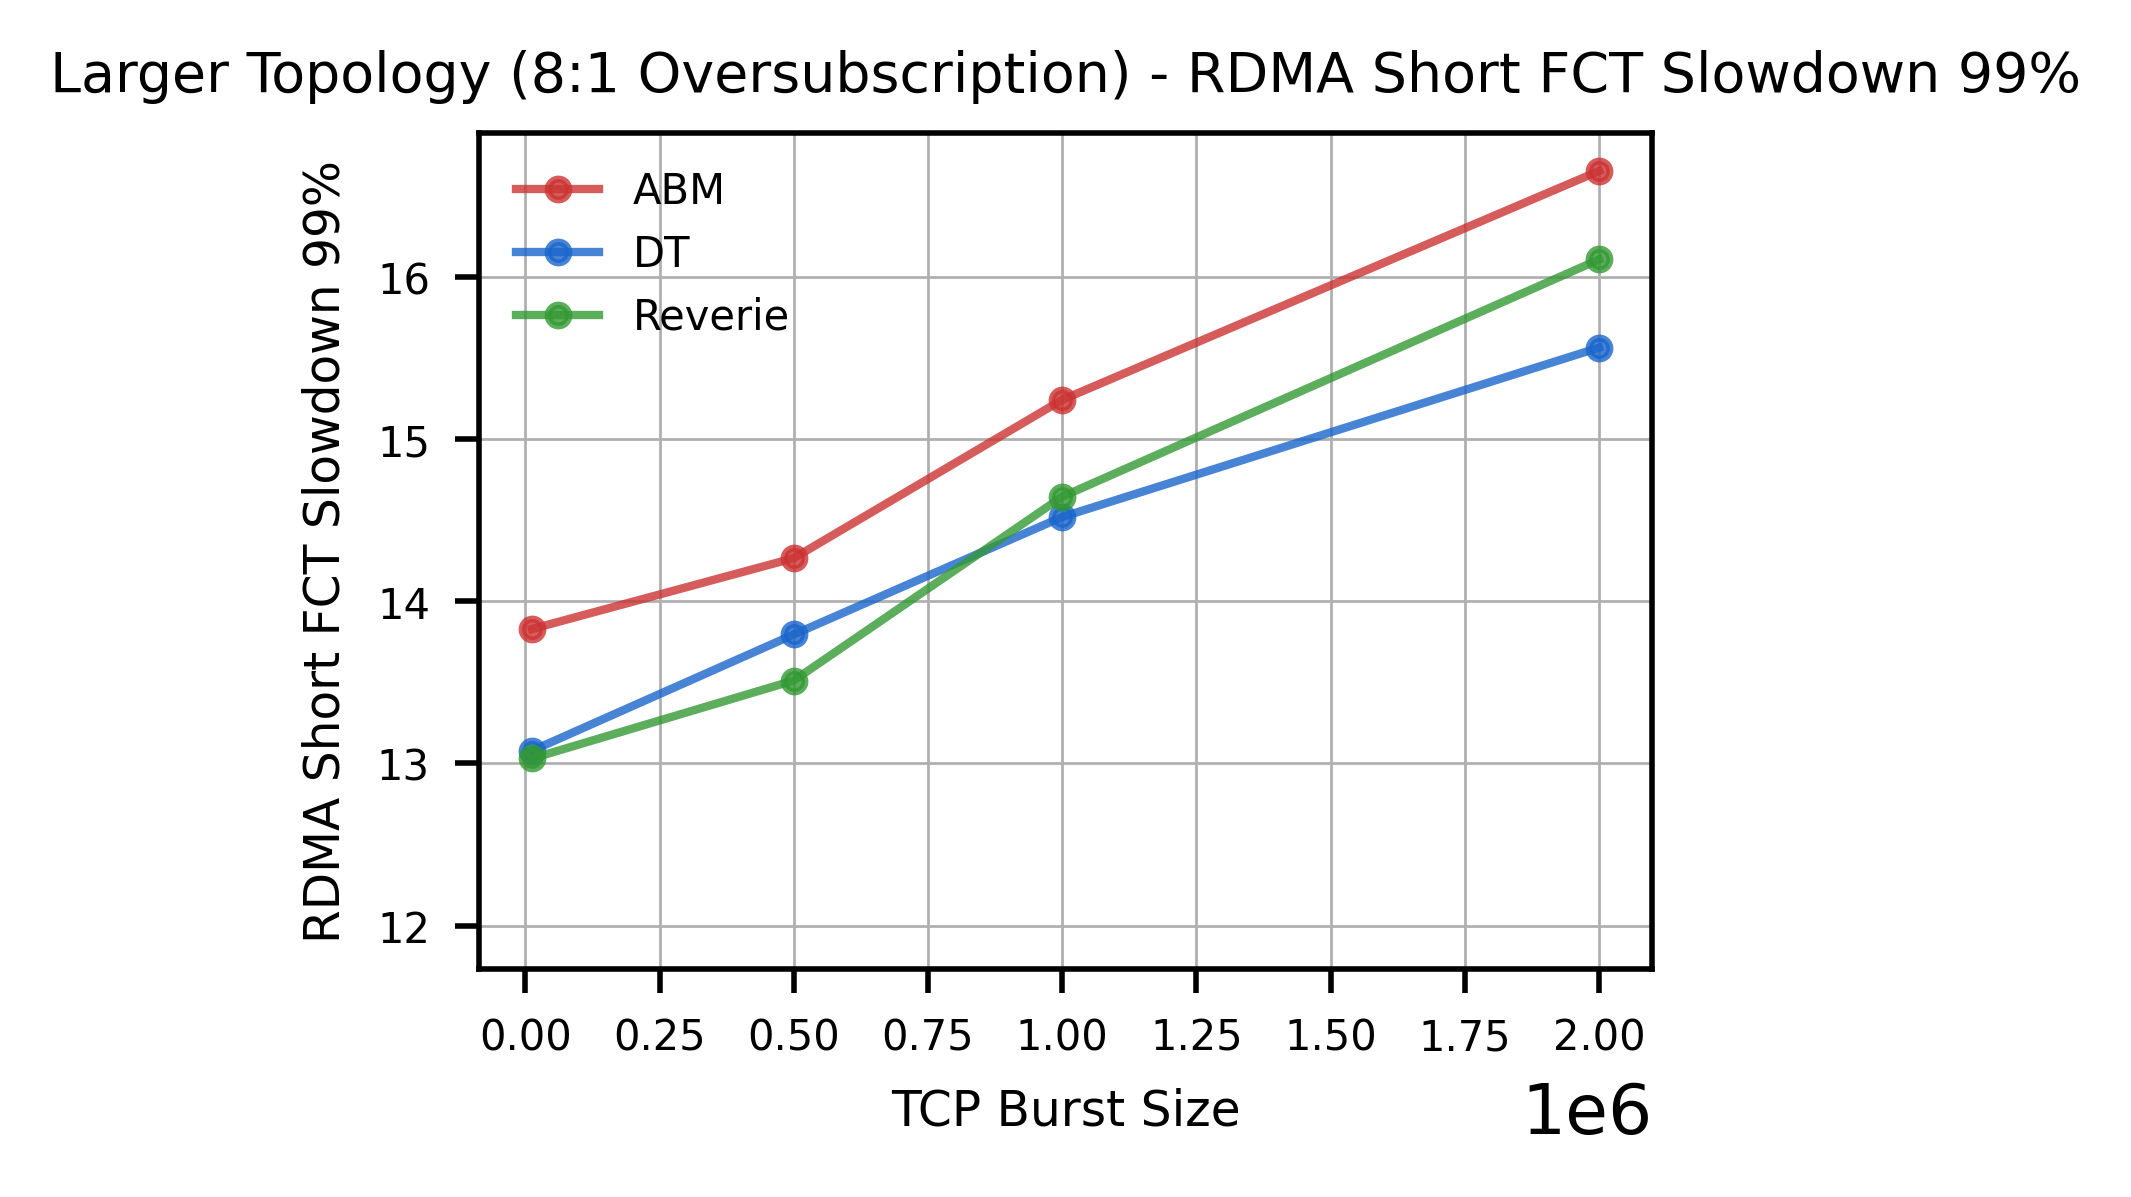 Larger Topology (8:1 Oversubscription) - RDMA Short FCT Slowdown 99%
RDMA Short FCT Slowdown 99%
ABM
DT
Reverie
16
15
14
13
12
0.00 0.25 0.50 0.75 1.00 1.25 1.50 1.75 2.00
TCP Burst Size
1e6